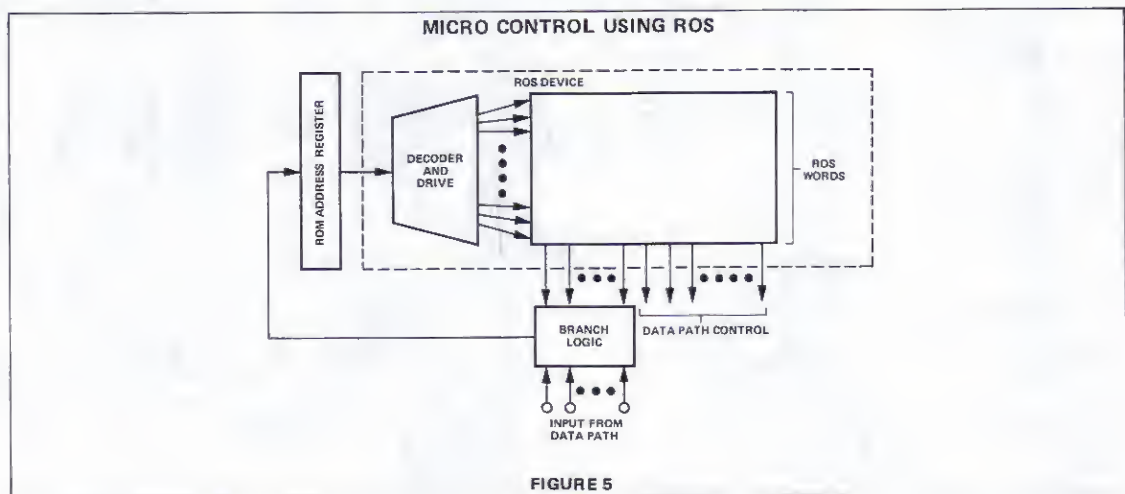 MICRO CONTROL USING ROS
ROS DEVICE
ROM ADDRESS REGISTER
DECODER
AND
DRIVE
ROS
WORDS
BRANCH
LOGIC
DATA PATH CONTROL
INPUT FROM
DATA PATH
FIGURE 5